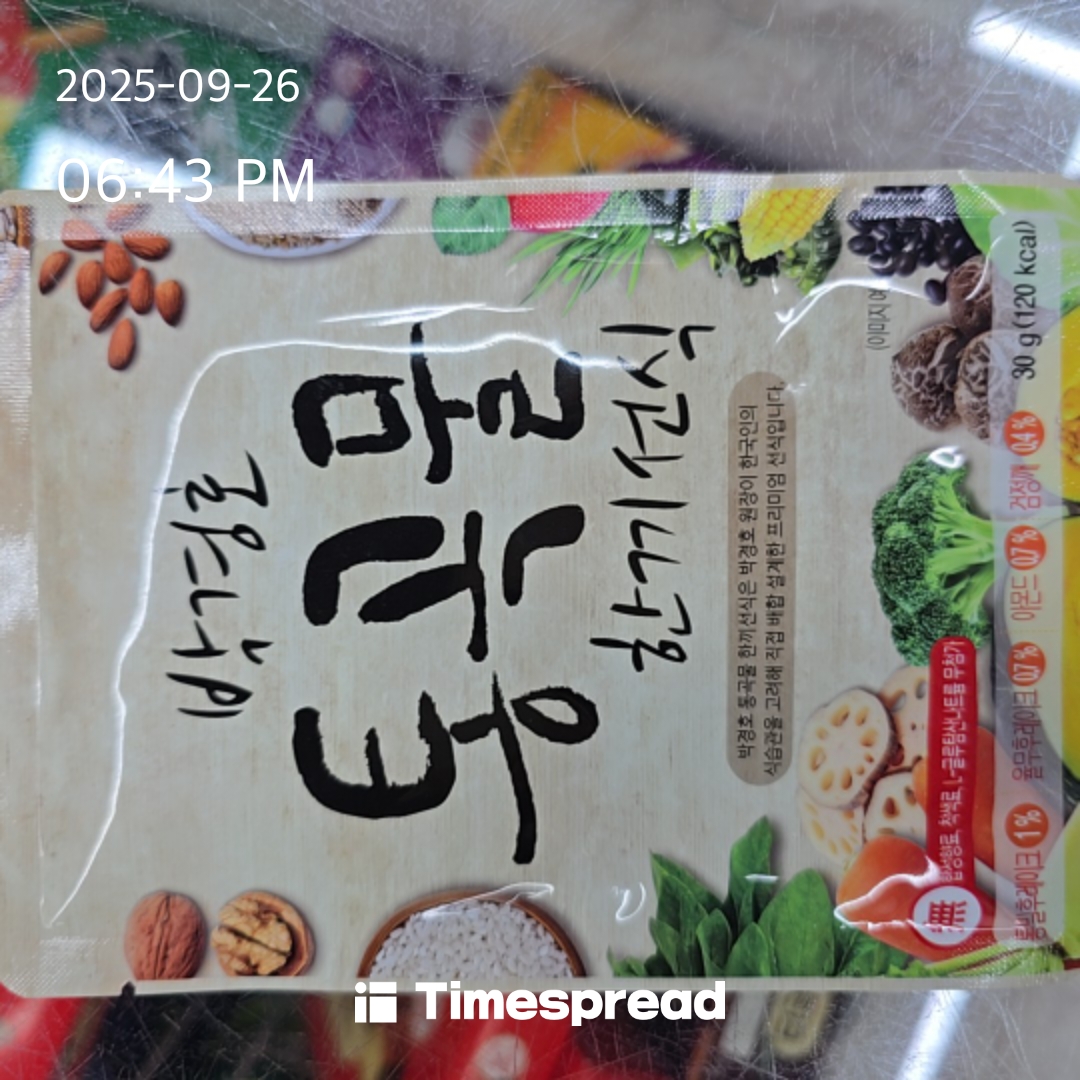 2025-09-26
06:43 PM
박경호
통곡물
한끼선식
박경호 통곡물 한끼선식은 박경호 원장이 한국인의
식습관을 고려해 직접 배합 설계한 프리미엄 선식입니다.
(이미지 예
無
합성향료, 착색료, L-글루탐산나트륨 무첨가
통밀후레이크 1% 율무후레이크 0.7% 아몬드 0.7% 검정깨 0.4% 30 g (120 kcal)
Timespread